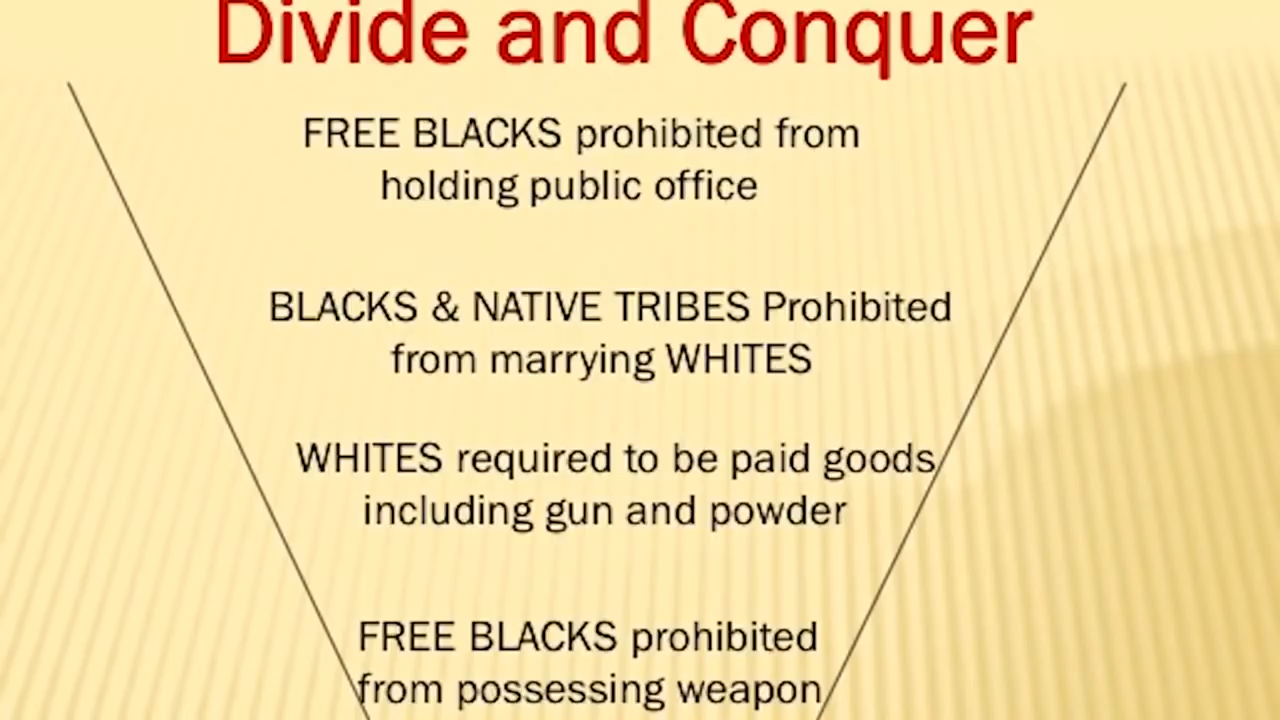 Divide and Conquer
FREE BLACKS prohibited from
holding public office
BLACKS & NATIVE TRIBES Prohibited
from marrying WHITES
WHITES required to be paid goods
including gun and powder
FREE BLACKS prohibited
from possessing weapon